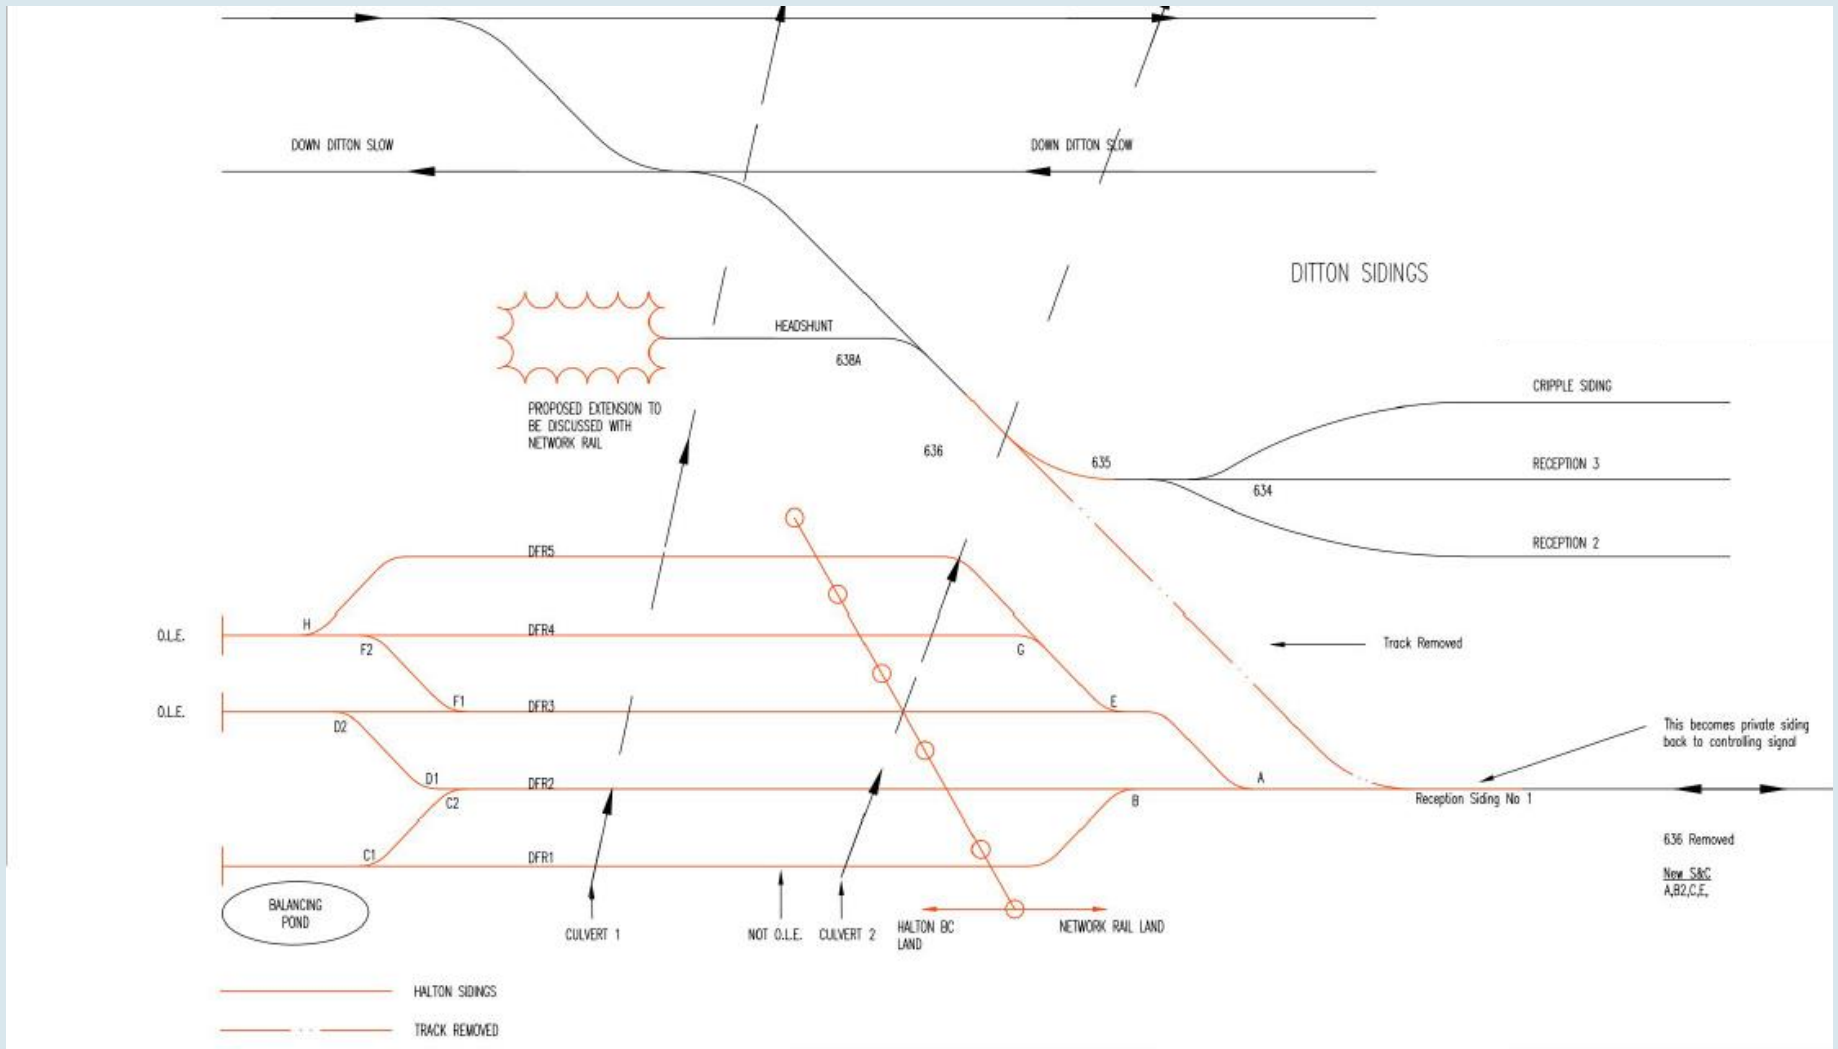 DOWN DITTON SLOW
DOWN DITTON SLOW
DITTON SIDINGS
HEADSHUNT
638A
CRIPPLE SIDING
PROPOSED EXTENSION TO
BE DISCUSSED WITH
NETWORK RAIL
636
635
RECEPTION 3
634
RECEPTION 2
DFR5
H
O.L.E.
DFR4
F2
G
Track Removed
F1
E
O.L.E.
DFR3
D2
This becomes private siding
back to controlling signal
D1
DFR2
A
C2
B
Reception Siding No 1
636 Removed
C1
DFR1
New S&C
A,B2,C,E,
BALANCING
POND
CULVERT 1
NOT O.L.E.
CULVERT 2
HALTON BC
LAND
NETWORK RAIL LAND
HALTON SIDINGS
TRACK REMOVED